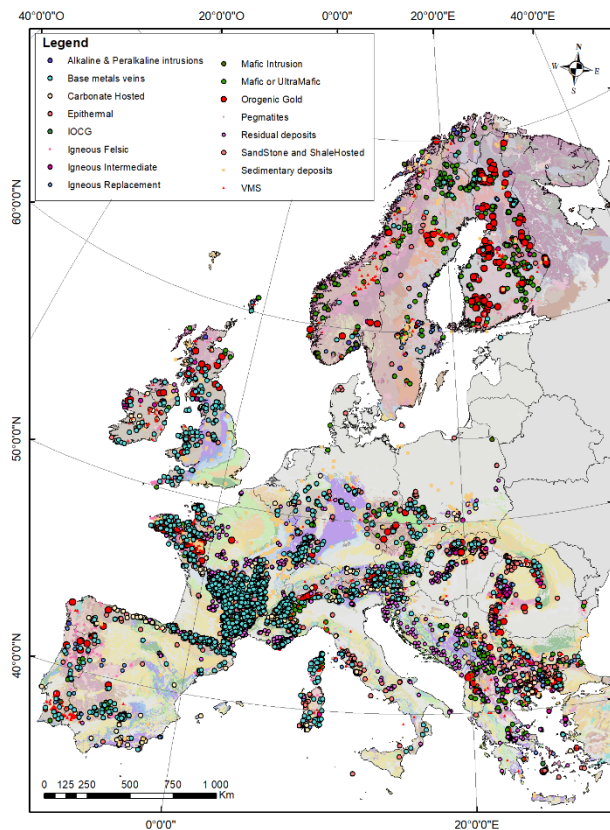 40°0'0"W 20°0'0"W 0°0'0" 20°0'0"E 40°0'0"E
Legend
Alkaline & Peralkaline intrusions
Base metals veins
Carbonate Hosted
Epithermal
IOCG
Igneous Felsic
Igneous Intermediate
Igneous Replacement
Mafic Intrusion
Mafic or UltraMafic
Orogenic Gold
Pegmatites
Residual deposits
SandStone and ShaleHosted
Sedimentary deposits
VMS
N
W E
S
60°0'0"N
50°0'0"N
40°0'0"N
0 125 250 500 750 1 000
Km
0°0'0" 20°0'0"E